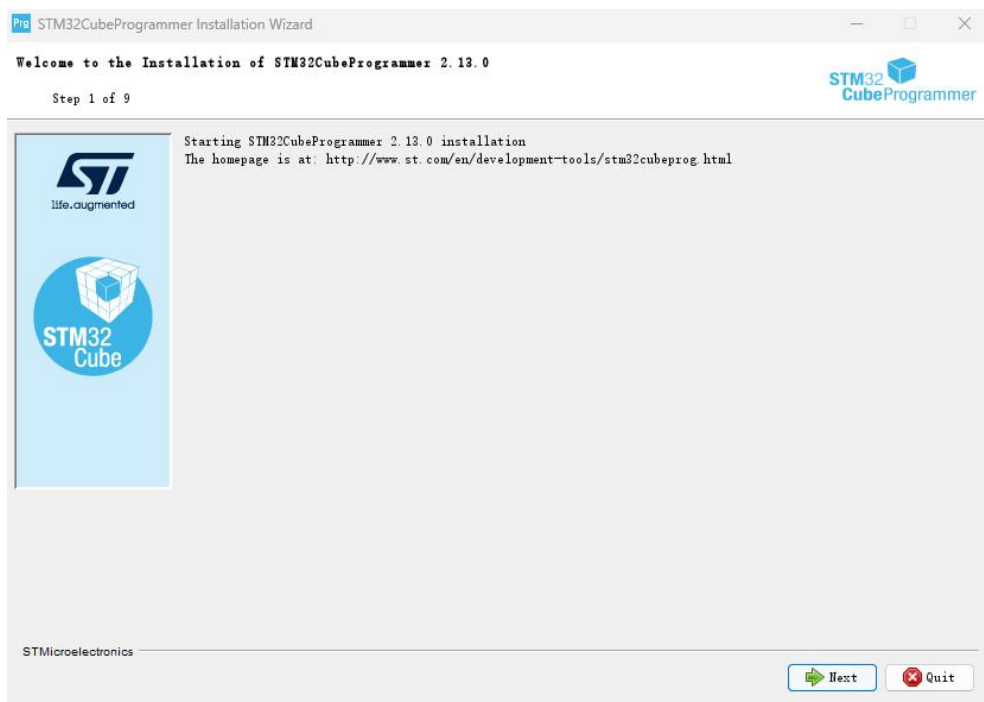 Prg STM32CubeProgrammer Installation Wizard
Welcome to the Installation of STM32CubeProgrammer 2.13.0
Step 1 of 9
STM32
CubeProgrammer
Starting STM32CubeProgrammer 2.13.0 installation
The homepage is at: http://www.st.com/en/development-tools/stm32cubeprog.html
ST
life.augmented
STM32
Cube
STMicroelectronics
Next
Quit